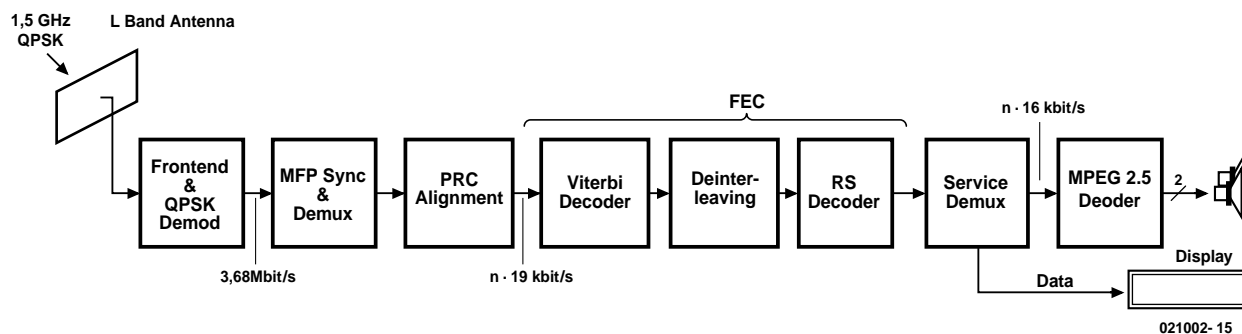 1,5 GHz
QPSK
L Band Antenna
FEC
n · 16 kbit/s
Frontend
&
QPSK
Demod
MFP Sync
&
Demux
PRC
Alignment
Viterbi
Decoder
Deinter-
leaving
RS
Decoder
Service
Demux
MPEG 2.5
Deoder
2
3,68Mbit/s
n · 19 kbit/s
Data
Display
021002- 15